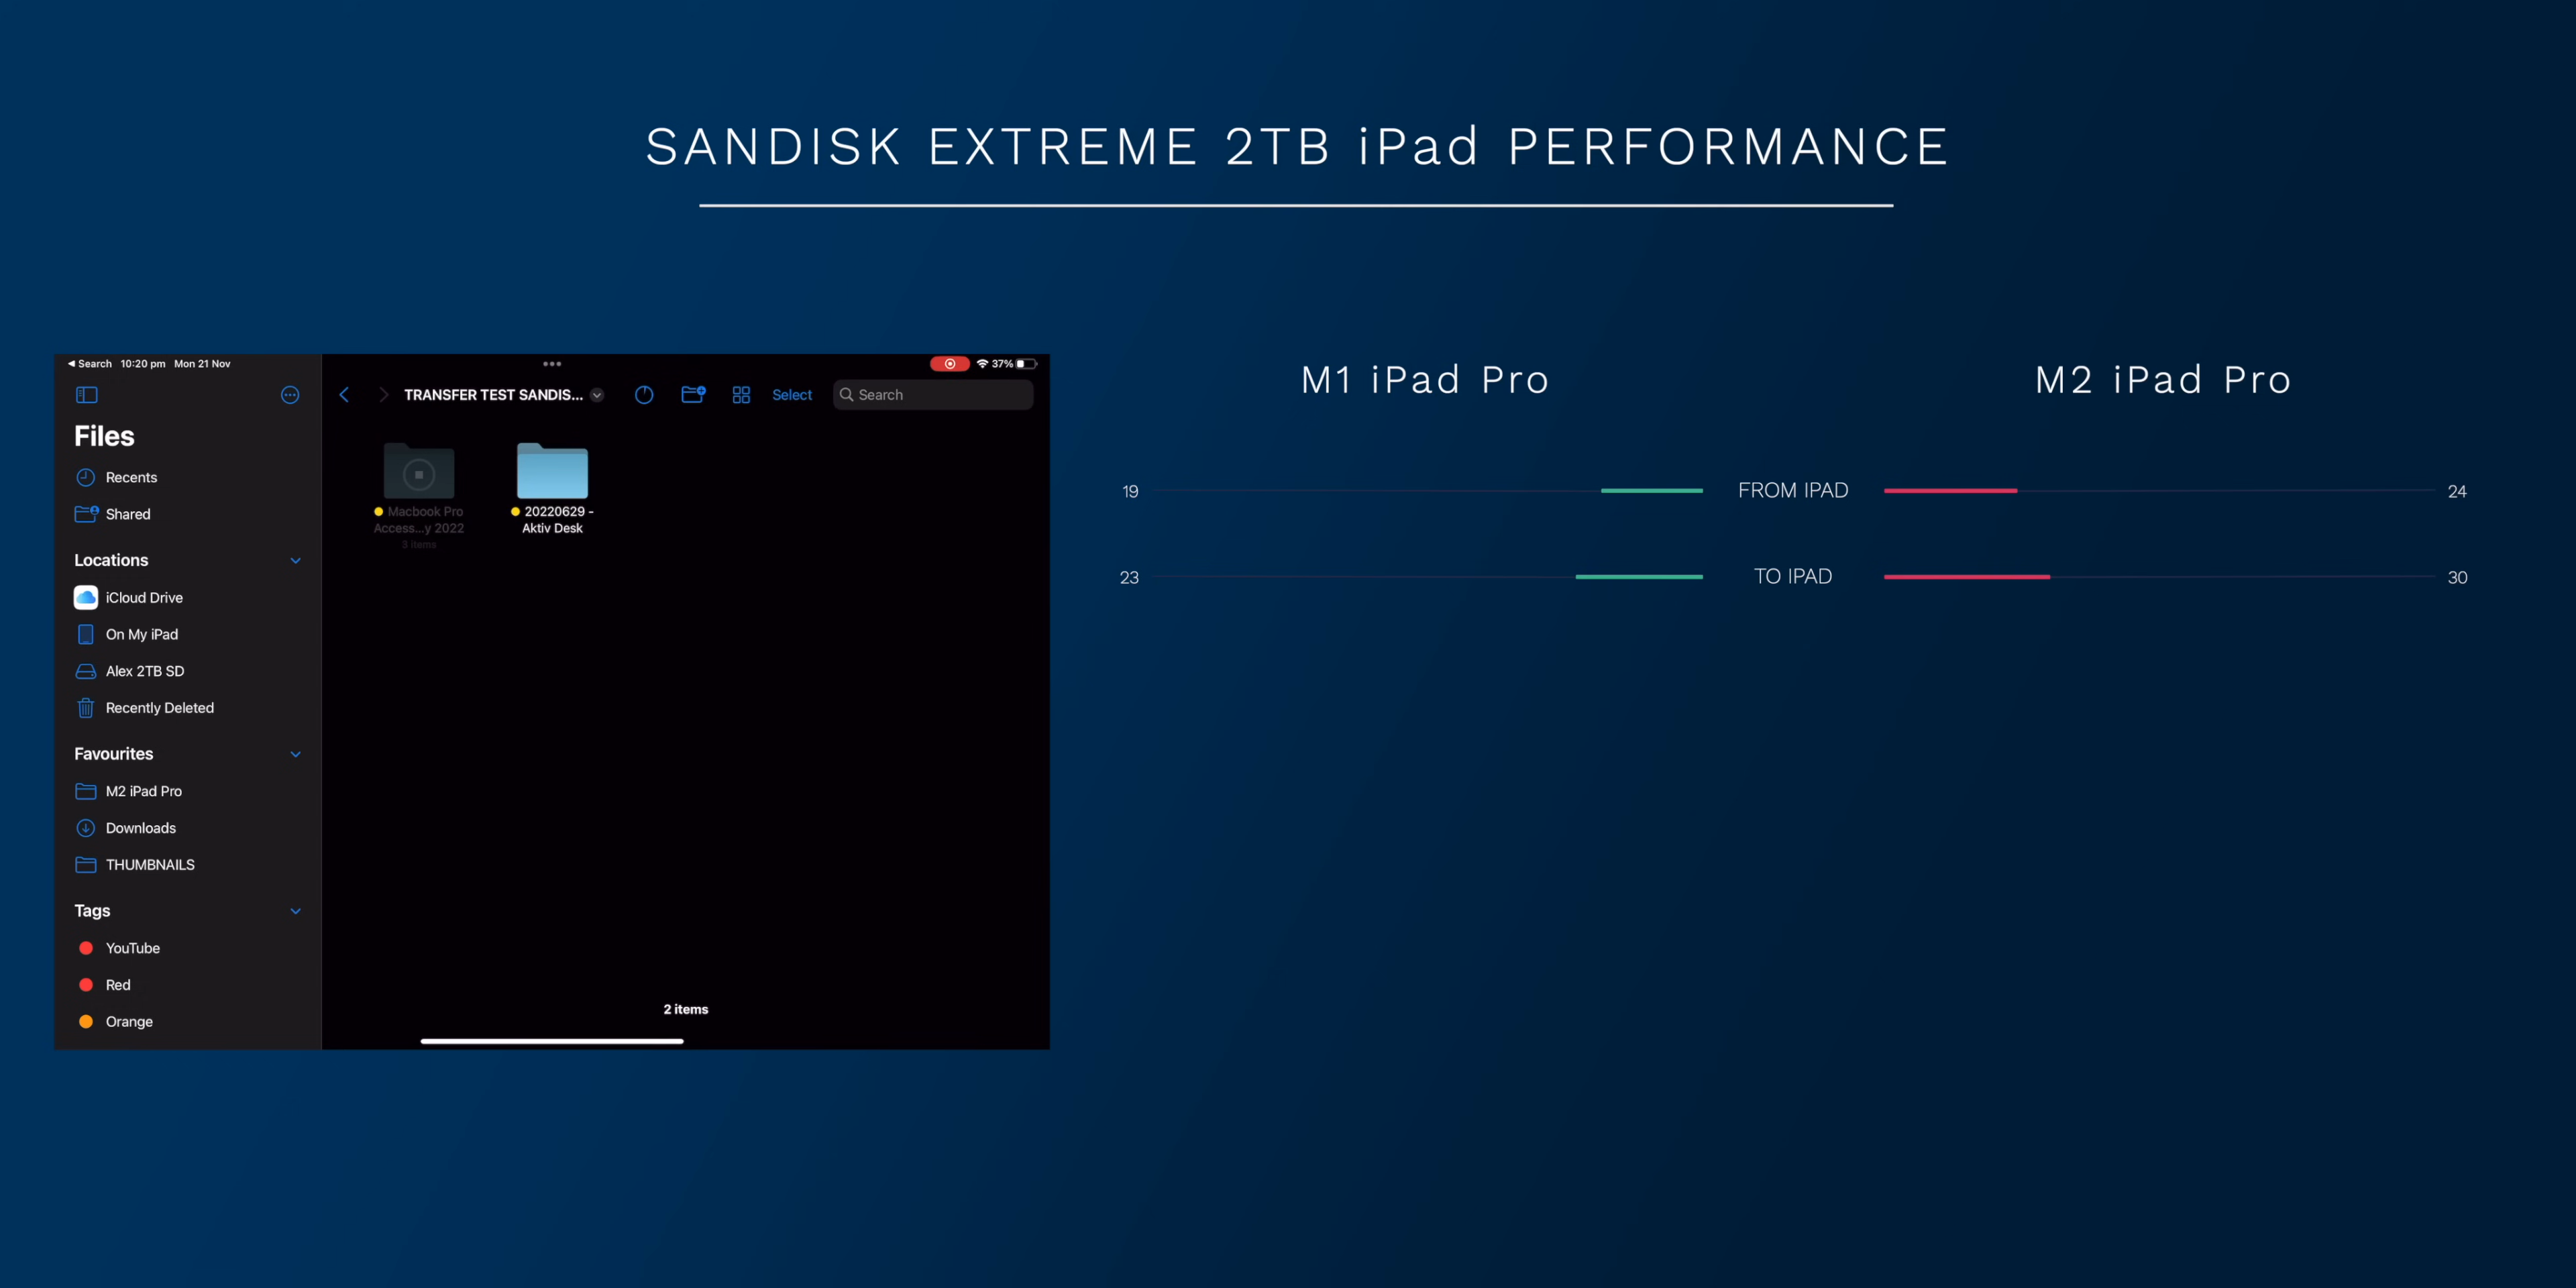 SANDISK EXTREME 2TB iPad PERFORMANCE
Search 10:20 pm Mon 21 Nov
37%
TRANSFER TEST SANDIS...
Select
Search
Files
Recents
Shared
Locations
iCloud Drive
On My iPad
Alex 2TB SD
Recently Deleted
Favourites
M2 iPad Pro
Downloads
THUMBNAILS
Tags
YouTube
Red
Orange
Macbook Pro
Access...y 2022
3 items
20220629 -
Aktiv Desk
2 items
M1 iPad Pro
M2 iPad Pro
19 FROM IPAD 24
23 TO IPAD 30